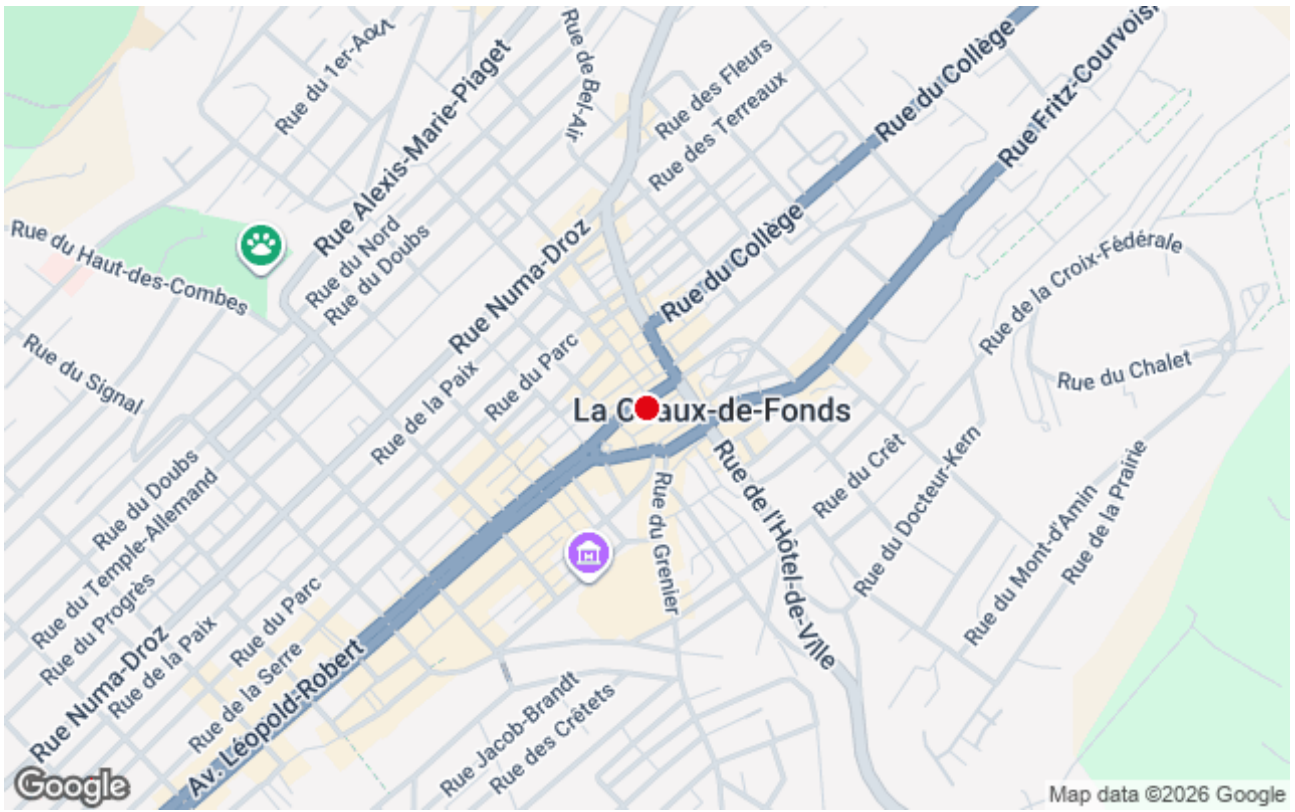 Rue du 1er-Août
Rue Alexis-Marie-Piaget
Rue de Bel-Air
Rue des Fleurs
Rue des Terreaux
Rue du Collège
Rue Fritz-Courvois
Rue du Haut-des-Combes
Rue du Nord
Rue du Doubs
Rue Numa-Droz
Rue du Collège
Rue de la Croix-Fédérale
Rue du Signal
Rue de la Paix
Rue du Parc
Rue du Chalet
La Chaux-de-Fonds
Rue du Doubs
Rue du Temple-Allemand
Rue du Progrès
Rue Numa-Droz
Rue de la Paix
Rue du Parc
Rue de la Serre
Av. Léopold-Robert
Rue du Grenier
Rue de l'Hôtel-de-Ville
Rue du Crêt
Rue du Docteur-Kern
Rue du Mont-d'Amin
Rue de la Prairie
Rue Jacob-Brandt
Rue des Crêtets
Google
Map data ©2026 Google